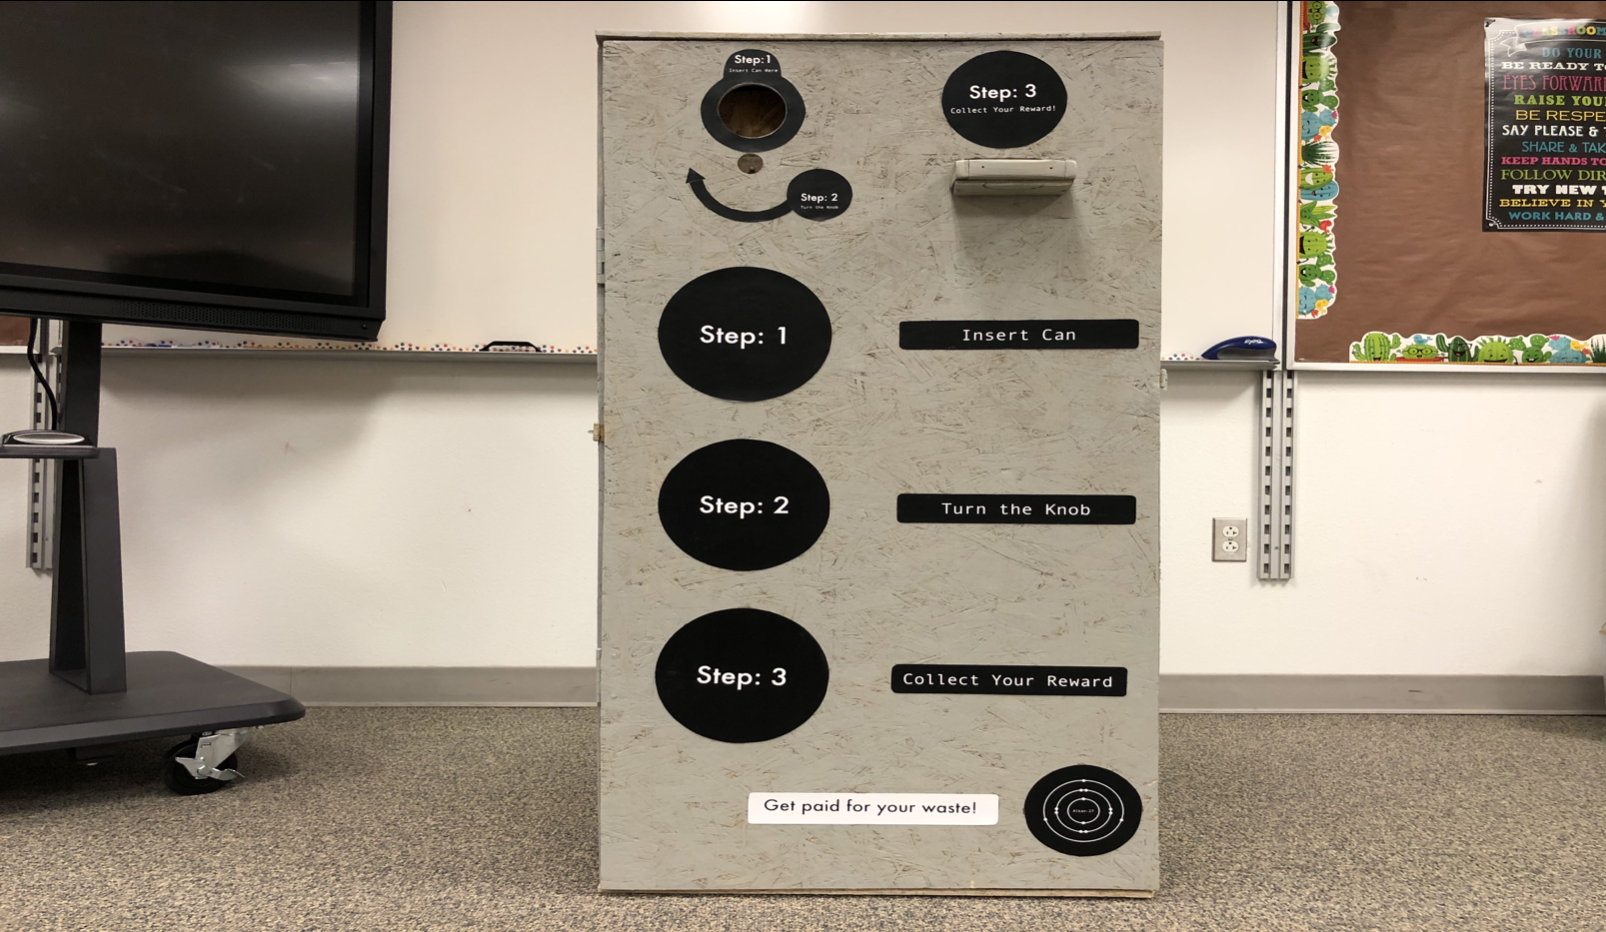 Step:1
Insert Can Here
Step: 2
Turn the Knob
Step: 3
Collect Your Reward!
Step: 1
Insert Can
Step: 2
Turn the Knob
Step: 3
Collect Your Reward
Get paid for your waste!
DO YOUR
BE READY TO
EYES FORWARD
RAISE YOU
BE RESPE
SAY PLEASE & T
SHARE & TAK
KEEP HANDS TO
FOLLOW DIR
TRY NEW T
BELIEVE IN Y
WORK HARD &
EXPO